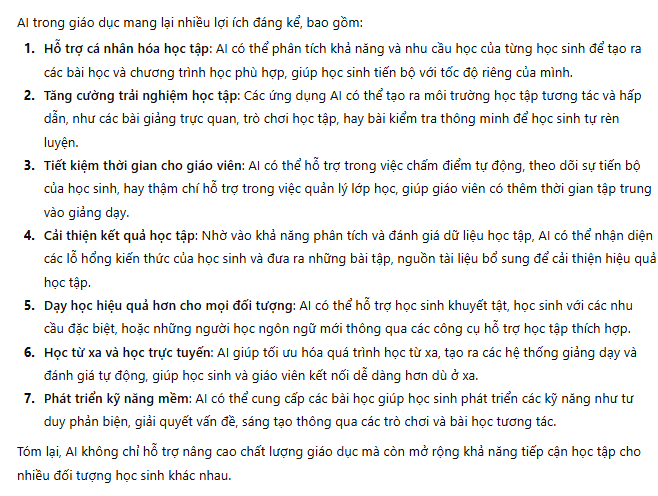 AI trong giáo dục mang lại nhiều lợi ích đáng kể, bao gồm:
1. Hỗ trợ cá nhân hóa học tập: AI có thể phân tích khả năng và nhu cầu học của từng học sinh để tạo ra
các bài học và chương trình học phù hợp, giúp học sinh tiến bộ với tốc độ riêng của mình.
2. Tăng cường trải nghiệm học tập: Các ứng dụng AI có thể tạo ra môi trường học tập tương tác và hấp
dẫn, như các bài giảng trực quan, trò chơi học tập, hay bài kiểm tra thông minh để học sinh tự rèn
luyện.
3. Tiết kiệm thời gian cho giáo viên: AI có thể hỗ trợ trong việc chấm điểm tự động, theo dõi sự tiến bộ
của học sinh, hay thậm chí hỗ trợ trong việc quản lý lớp học, giúp giáo viên có thêm thời gian tập trung
vào giảng dạy.
4. Cải thiện kết quả học tập: Nhờ vào khả năng phân tích và đánh giá dữ liệu học tập, AI có thể nhận diện
các lỗ hổng kiến thức của học sinh và đưa ra những bài tập, nguồn tài liệu bổ sung để cải thiện hiệu quả
học tập.
5. Dạy học hiệu quả hơn cho mọi đối tượng: AI có thể hỗ trợ học sinh khuyết tật, học sinh với các nhu
cầu đặc biệt, hoặc những người học ngôn ngữ mới thông qua các công cụ hỗ trợ học tập thích hợp.
6. Học từ xa và học trực tuyến: AI giúp tối ưu hóa quá trình học từ xa, tạo ra các hệ thống giảng dạy và
đánh giá tự động, giúp học sinh và giáo viên kết nối dễ dàng hơn dù ở xa.
7. Phát triển kỹ năng mềm: AI có thể cung cấp các bài học giúp học sinh phát triển các kỹ năng như tư
duy phản biện, giải quyết vấn đề, sáng tạo thông qua các trò chơi và bài học tương tác.
Tóm lại, AI không chỉ hỗ trợ nâng cao chất lượng giáo dục mà còn mở rộng khả năng tiếp cận học tập cho
nhiều đối tượng học sinh khác nhau.